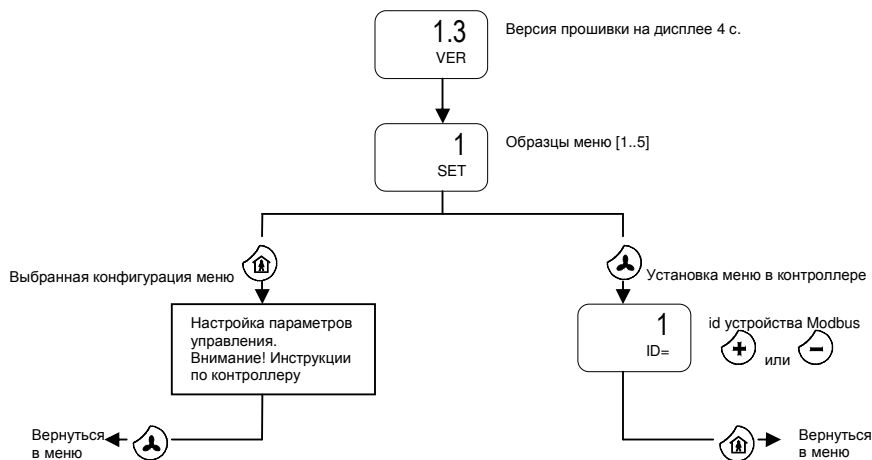 1.3
VER
Версия прошивки на дисплее 4 с.
1
SET
Образцы меню [1..5]
Выбранная конфигурация меню
Установка меню в контроллере
Настройка параметров
управления.
Внимание! Инструкции
по контроллеру
1
ID=
id устройства Modbus
или
Вернуться
в меню
Вернуться
в меню